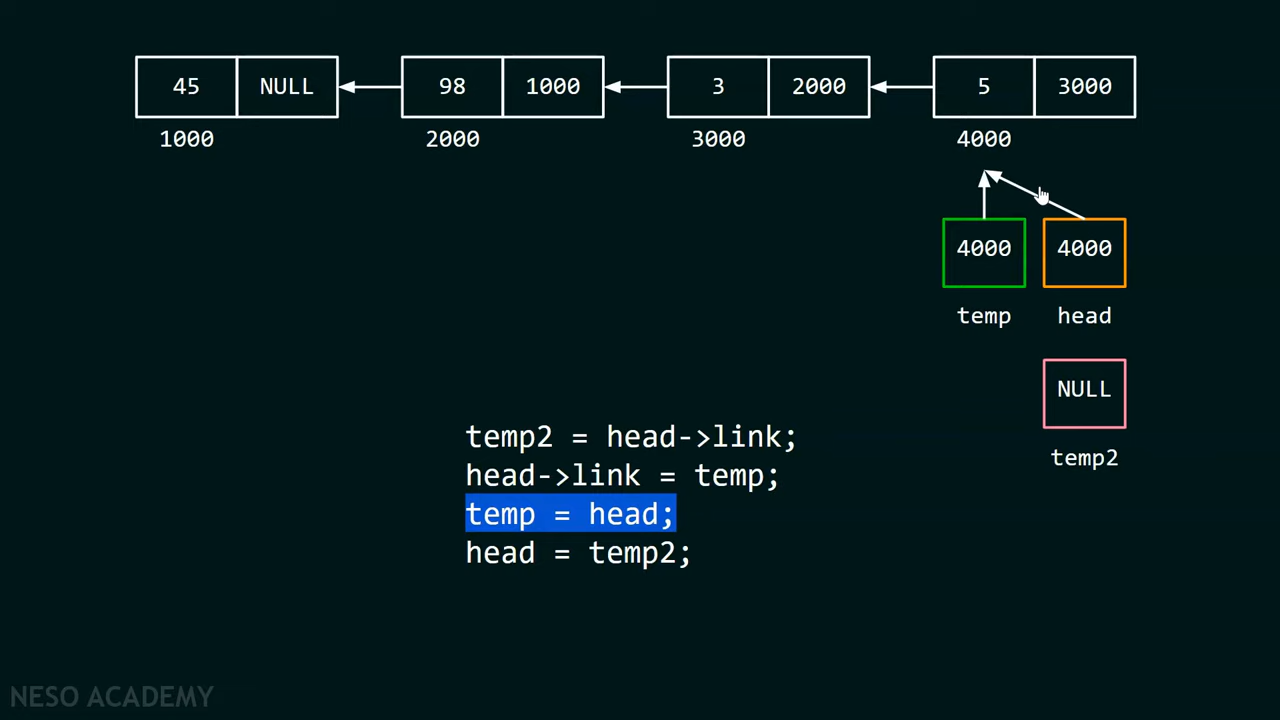 45 NULL 98 1000 3 2000 5 3000
1000 2000 3000 4000
4000 4000
temp head
NULL
temp2
temp2 = head->link;
head->link = temp;
temp = head;
head = temp2;
NESO ACADEMY